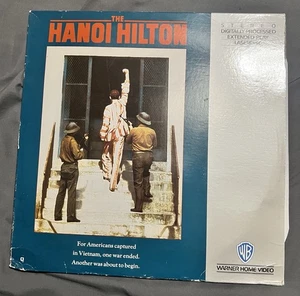 THE
HANOI HILTON
STEREO
DIGITALLY PROCESSED
EXTENDED PLAY
LASERDISC
For Americans captured
in Vietnam, one war ended.
Another was about to begin.
WB
WARNER HOME VIDEO